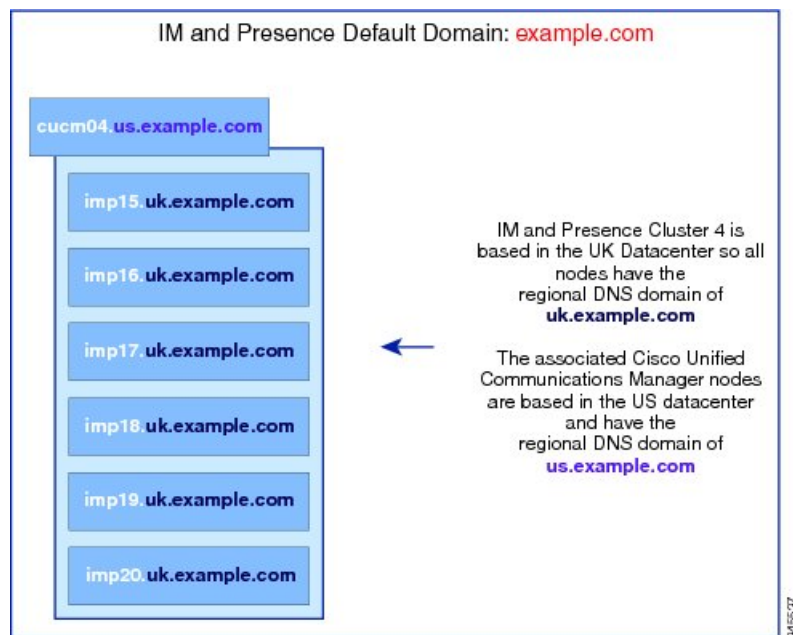 IM and Presence Default Domain: example.com
cucm04.us.example.com
imp15.uk.example.com
imp16.uk.example.com
imp17.uk.example.com
imp18.uk.example.com
imp19.uk.example.com
imp20.uk.example.com
IM and Presence Cluster 4 is
based in the UK Datacenter so all
nodes have the
regional DNS domain of
uk.example.com
The associated Cisco Unified
Communications Manager nodes
are based in the US datacenter
and have the
regional DNS domain of
us.example.com